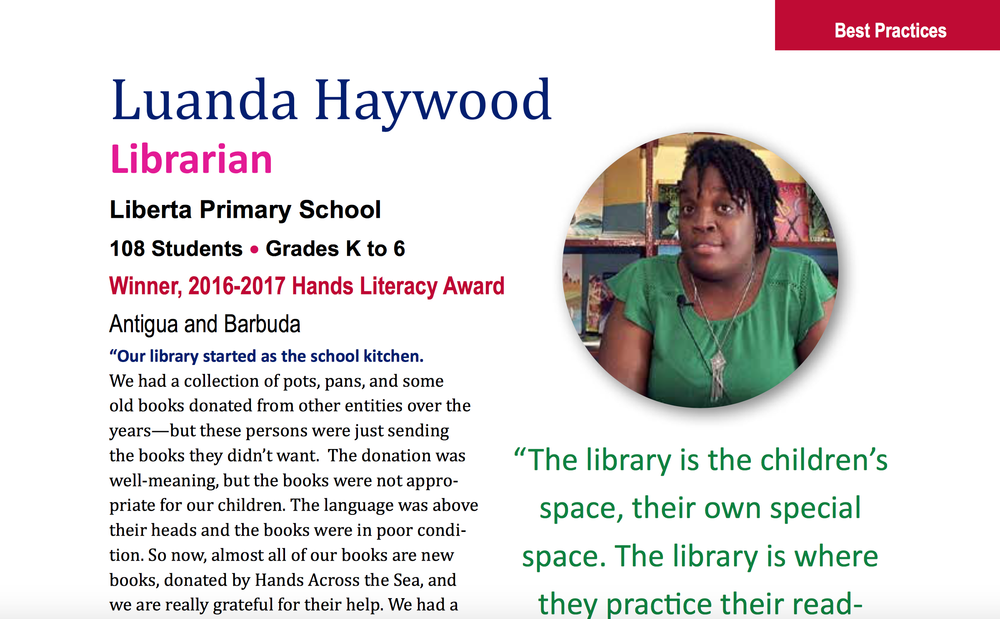 Best Practices
Luanda Haywood
Librarian
Liberta Primary School
108 Students • Grades K to 6
Winner, 2016-2017 Hands Literacy Award
Antigua and Barbuda
“Our library started as the school kitchen.
We had a collection of pots, pans, and some
old books donated from other entities over the
years—but these persons were just sending
the books they didn’t want.  The donation was
well-meaning, but the books were not appro-
priate for our children. The language was above
their heads and the books were in poor condi-
tion. So now, almost all of our books are new
books, donated by Hands Across the Sea, and
we are really grateful for their help. We had a
“The library is the children’s
space, their own special
space. The library is where
they practice their read-